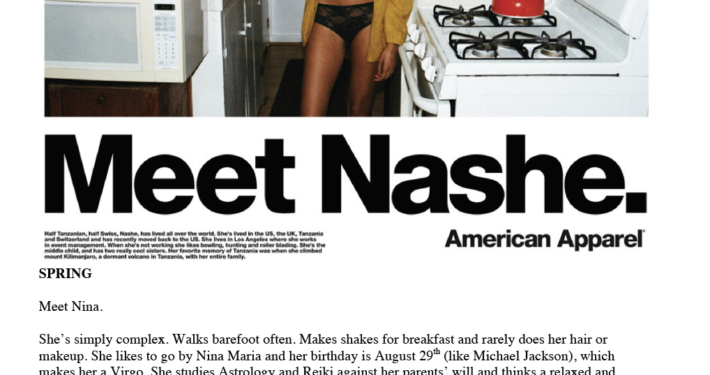 Meet Nashe.
Half Tanzanian, half Swiss, Nashe, has lived all over the world. She's lived in the US, the UK, Tanzania
and Switzerland and has recently moved back to the US. She lives in Los Angeles where she works
in event management. When she's not working she likes bowling, hunting and roller blading. She's the
middle child, and has two really cool sisters. Her favorite memory of Tanzania was when she climbed
mount Kilimanjaro, a dormant volcano in Tanzania, with her entire family.
American Apparel
SPRING
Meet Nina.
She’s simply complex. Walks barefoot often. Makes shakes for breakfast and rarely does her hair or
makeup. She likes to go by Nina Maria and her birthday is August 29th (like Michael Jackson), which
makes her a Virgo. She studies Astrology and Reiki against her parents’ will and thinks a relaxed and